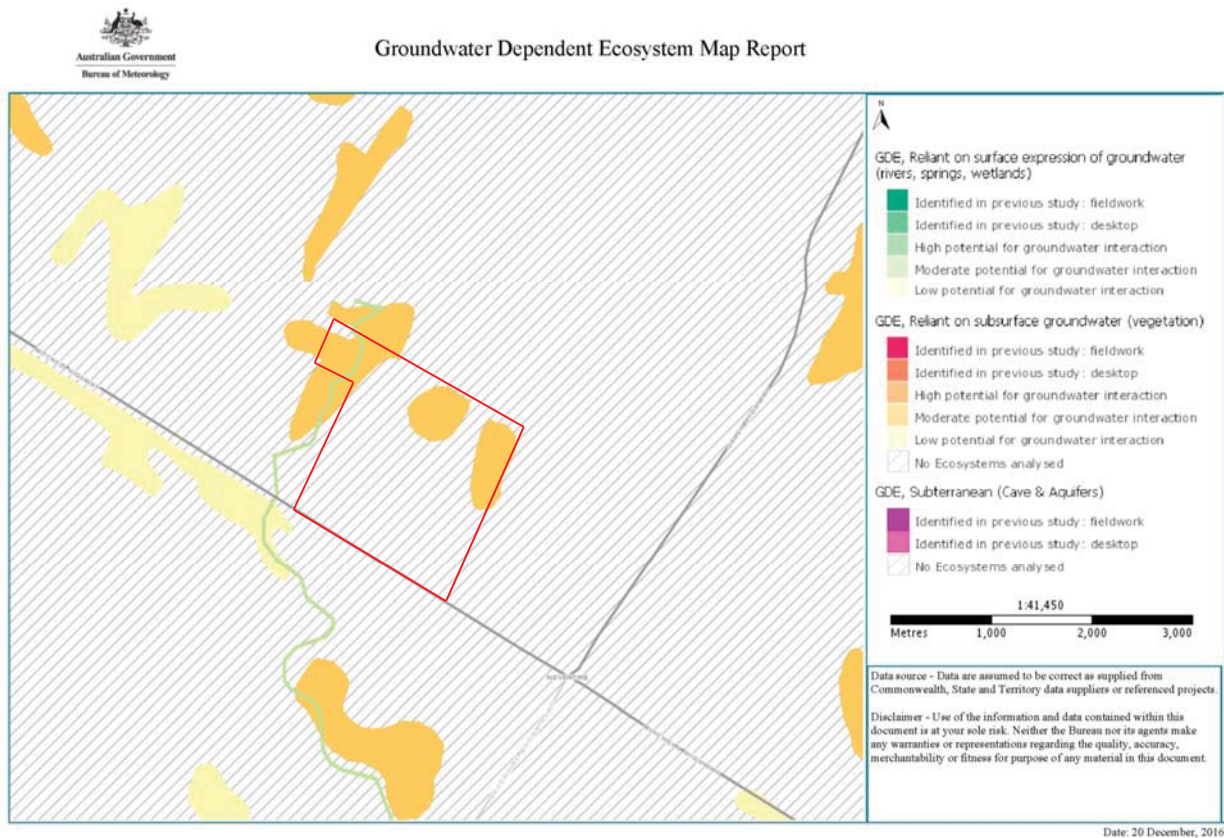 Australian Government
Bureau of Meteorology
Groundwater Dependent Ecosystem Map Report
N
GDE, Reliant on surface expression of groundwater
(rivers, springs, wetlands)
Identified in previous study: fieldwork
Identified in previous study: desktop
High potential for groundwater interaction
Moderate potential for groundwater interaction
Low potential for groundwater interaction
GDE, Reliant on subsurface groundwater (vegetation)
Identified in previous study: fieldwork
Identified in previous study: desktop
High potential for groundwater interaction
Moderate potential for groundwater interaction
Low potential for groundwater interaction
No Ecosystems analysed
GDE, Subterranean (Cave & Aquifers)
Identified in previous study: fieldwork
Identified in previous study: desktop
No Ecosystems analysed
1:41,450
Metres 1,000 2,000 3,000
Data source - Data are assumed to be correct as supplied from
Commonwealth, State and Territory data suppliers or referenced projects.
Disclaimer - Use of the information and data contained within this
document is at your sole risk. Neither the Bureau nor its agents make
any warranties or representations regarding the quality, accuracy,
merchantability or fitness for purpose of any material in this document.
Date: 20 December, 2016